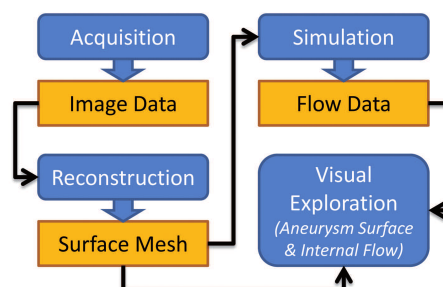 Acquisition
Image Data
Reconstruction
Surface Mesh
Simulation
Flow Data
Visual
Exploration
(Aneurysm Surface
& Internal Flow)